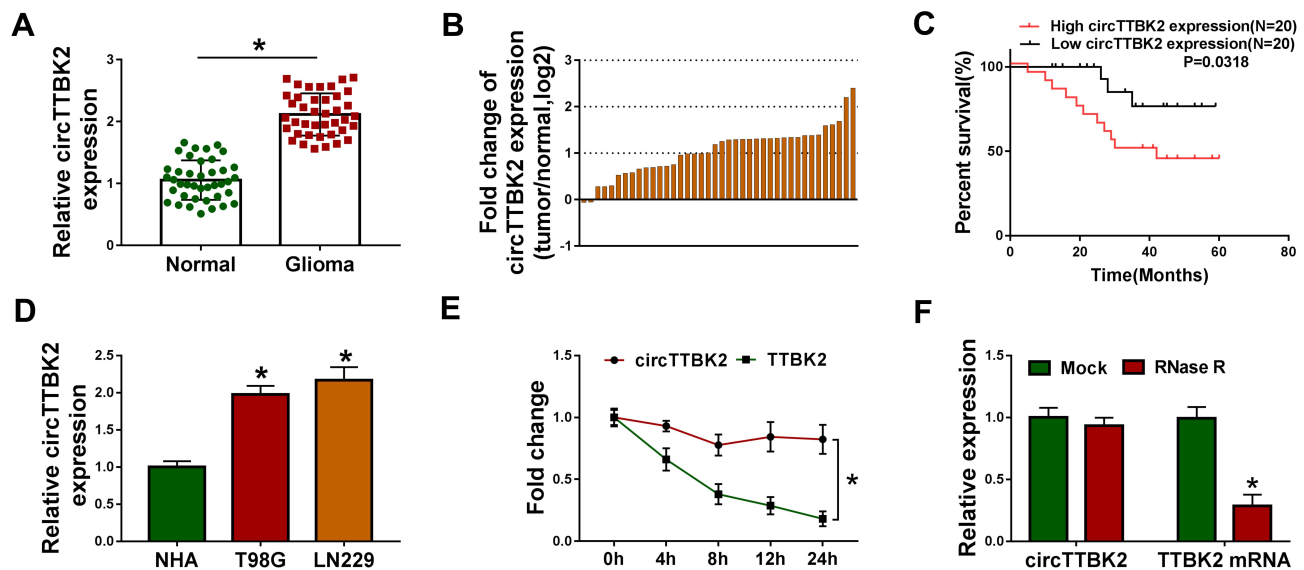 A
Relative circTTBK2
expression
3
2
1
0
*
Normal
Glioma
B
Fold change of
circTTBK2 expression
(tumor/normal,log2)
3
2
1
0
-1
C
High circTTBK2 expression(N=20)
Low circTTBK2 expression(N=20)
P=0.0318
Percent survival(%)
100
50
0
0
20
40
60
80
Time(Months)
D
Relative circTTBK2
expression
2.5
2.0
1.5
1.0
0.5
0.0
*
*
NHA
T98G
LN229
E
Fold change
1.5
1.0
0.5
0.0
circTTBK2
TTBK2
*
0h
4h
8h
12h
24h
F
Relative expression
1.5
1.0
0.5
0.0
Mock
RNase R
*
circTTBK2
TTBK2 mRNA